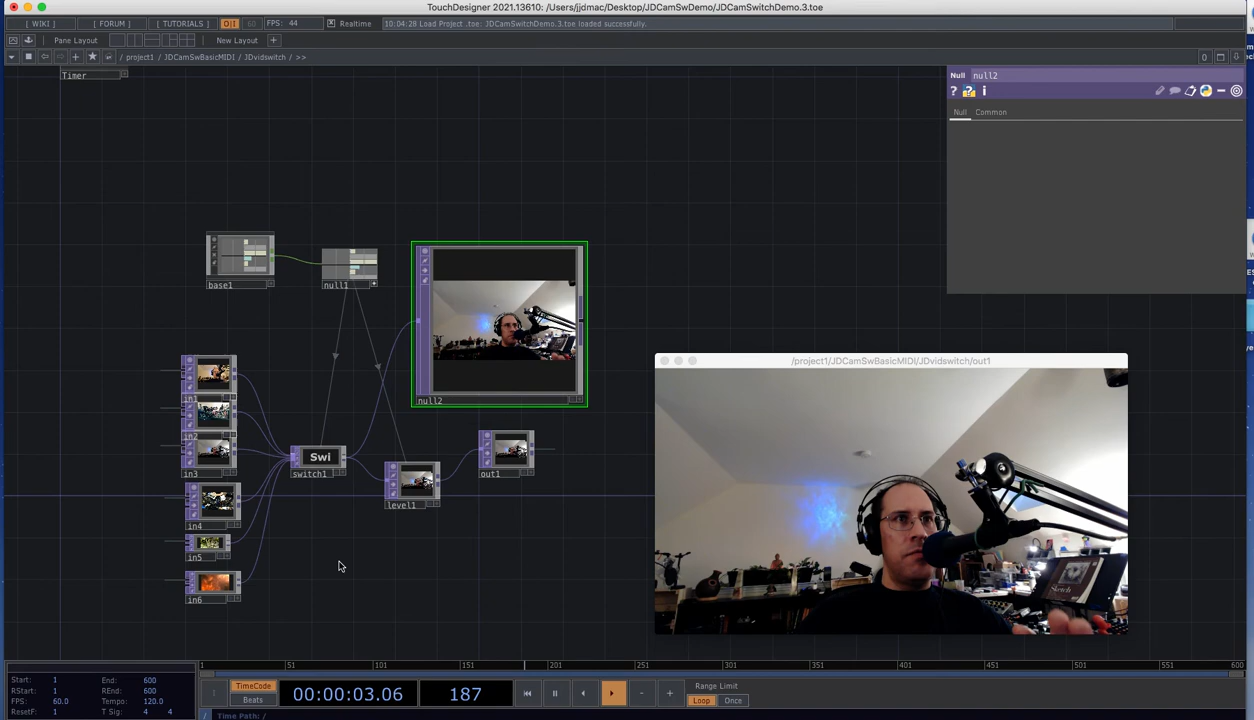 TouchDesigner 2021.13610: /Users/jjdmac/Desktop/JDCamSwDemo/JDCamSwitchDemo.3.toe
[ WIKI ] [ FORUM ] [ TUTORIALS ] O|I 60 FPS: 44 Realtime 10:04:28 Load Project .toe: JDCamSwitchDemo.3.toe loaded successfully.
Pane Layout New Layout +
/ project1 / JDCamSwBasicMIDI / JDvidswitch / >>
Timer
Null null2
? ? i
Null Common
base1
null1
null2
in1
in2
in3
in4
in5
in6
Swi
switch1
level1
out1
/project1/JDCamSwBasicMIDI/JDvidswitch/out1
Sketch
1 51 101 151 201 251 301 351 401 451 501 551 600
Start: 1 End: 600
RStart: 1 REnd: 600
FPS: 60.0 Tempo: 120.0
ResetF: 1 T.Sig: 4 4
TimeCode
Beats
00:00:03.06
187
Range Limit
Loop Once
/ Time Path: /